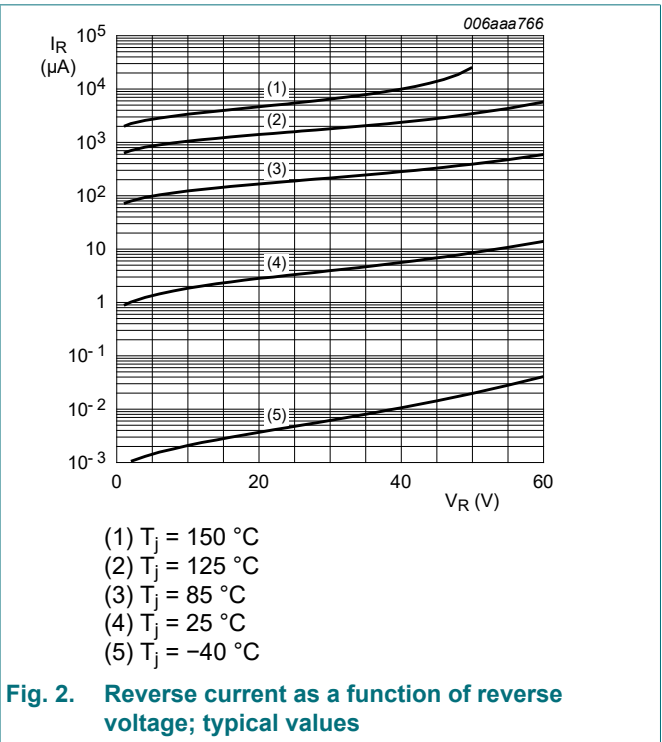 006aaa766
I_R
(µA)
10^5
10^4
10^3
10^2
10
1
10^-1
10^-2
10^-3
(1)
(2)
(3)
(4)
(5)
0 20 40 60
V_R (V)
(1) T_j = 150 °C
(2) T_j = 125 °C
(3) T_j = 85 °C
(4) T_j = 25 °C
(5) T_j = −40 °C
Fig. 2. Reverse current as a function of reverse
voltage; typical values